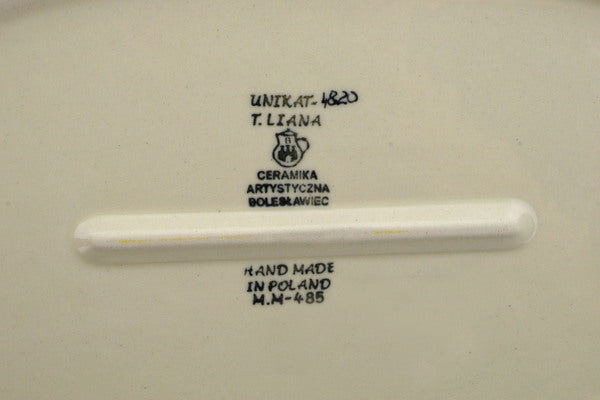 UNIKAT-4820
T. LIANA
CERAMIKA
ARTYSTYCZNA
BOLESŁAWIEC
HAND MADE
IN POLAND
M.M-485